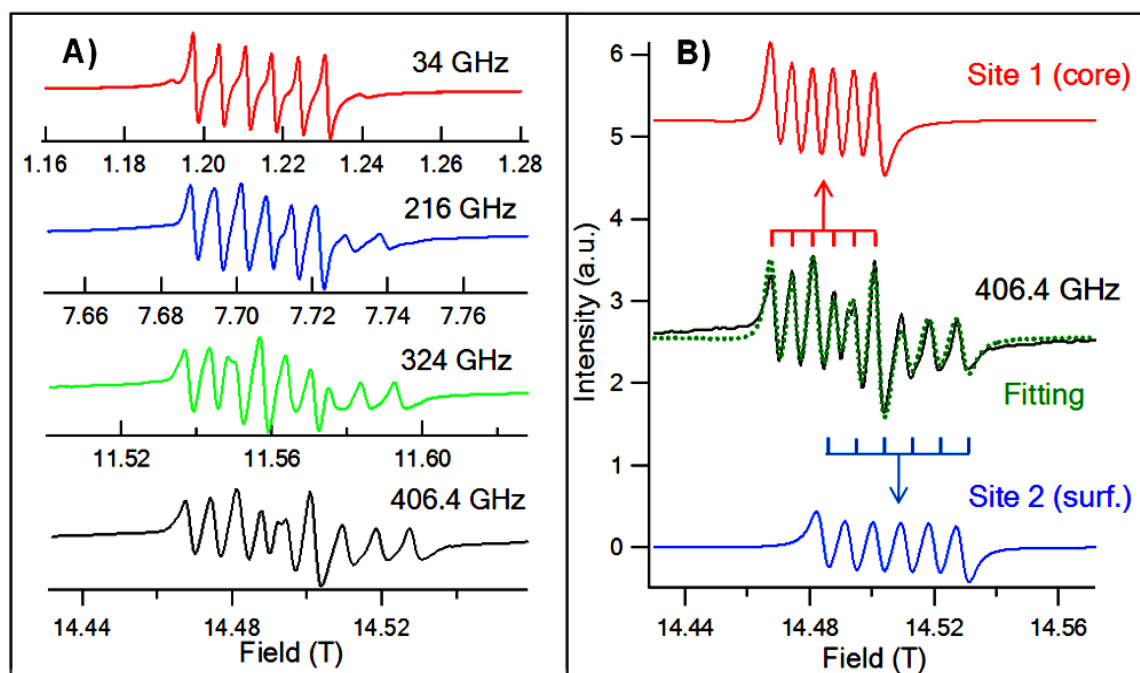 A)
34 GHz
1.16 1.18 1.20 1.22 1.24 1.26 1.28
216 GHz
7.66 7.68 7.70 7.72 7.74 7.76
324 GHz
11.52 11.56 11.60
406.4 GHz
14.44 14.48 14.52
Field (T)
B)
Intensity (a.u.)
6
5
4
3
2
1
0
Site 1 (core)
406.4 GHz
Fitting
Site 2 (surf.)
14.44 14.48 14.52 14.56
Field (T)